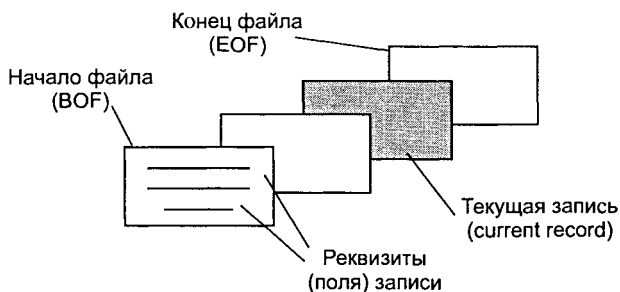 Конец файла
(EOF)
Начало файла
(BOF)
Текущая запись
(current record)
Реквизиты
(поля) записи